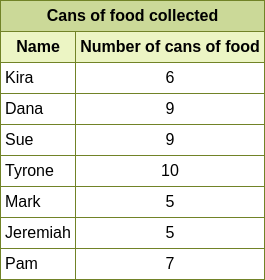 Cans of food collected
Name Number of cans of food
Kira 6
Dana 9
Sue 9
Tyrone 10
Mark 5
Jeremiah 5
Pam 7